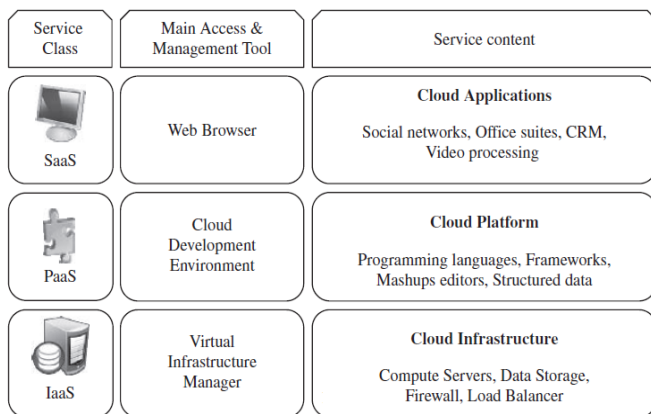 Service
Class
Main Access &
Management Tool
Service content
SaaS
Web Browser
Cloud Applications
Social networks, Office suites, CRM,
Video processing
PaaS
Cloud
Development
Environment
Cloud Platform
Programming languages, Frameworks,
Mashups editors, Structured data
IaaS
Virtual
Infrastructure
Manager
Cloud Infrastructure
Compute Servers, Data Storage,
Firewall, Load Balancer